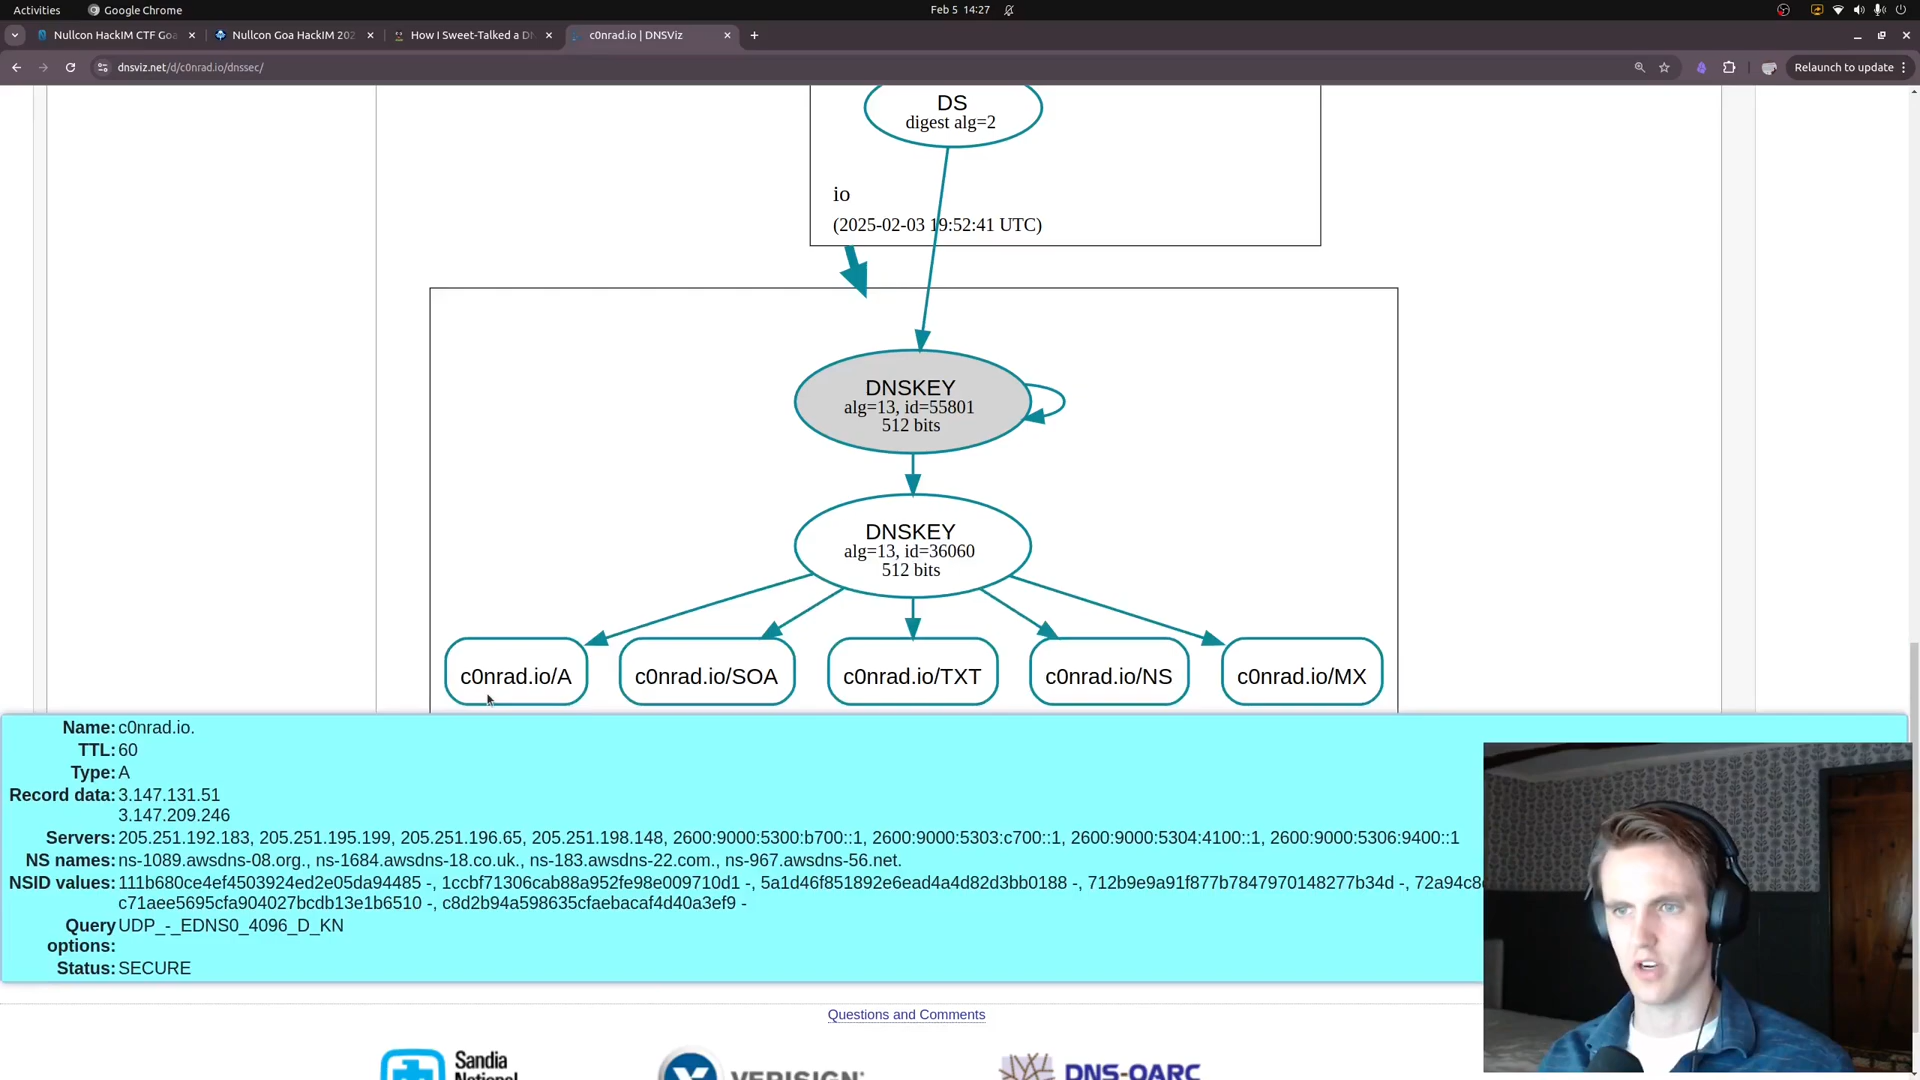 Activities
Google Chrome
Feb 5 14:27
Nullcon HackIM CTF Goa
Nullcon Goa HackIM 202
How I Sweet-Talked a DN
c0nrad.io | DNSViz
dnsviz.net/d/c0nrad.io/dnssec/
Relaunch to update
DS
digest alg=2
io
(2025-02-03 19:52:41 UTC)
DNSKEY
alg=13, id=55801
512 bits
DNSKEY
alg=13, id=36060
512 bits
c0nrad.io/A
c0nrad.io/SOA
c0nrad.io/TXT
c0nrad.io/NS
c0nrad.io/MX
Name: c0nrad.io.
TTL: 60
Type: A
Record data: 3.147.131.51
3.147.209.246
Servers: 205.251.192.183, 205.251.195.199, 205.251.196.65, 205.251.198.148, 2600:9000:5300:b700::1, 2600:9000:5303:c700::1, 2600:9000:5304:4100::1, 2600:9000:5306:9400::1
NS names: ns-1089.awsdns-08.org., ns-1684.awsdns-18.co.uk., ns-183.awsdns-22.com., ns-967.awsdns-56.net.
NSID values: 111b680ce4ef4503924ed2e05da94485 -, 1ccbf71306cab88a952fe98e009710d1 -, 5a1d46f851892e6ead4a4d82d3bb0188 -, 712b9e9a91f877b7847970148277b34d -, 72a94c8
c71aee5695cfa904027bcdb13e1b6510 -, c8d2b94a598635cfaebacaf4d40a3ef9 -
Query UDP_-_EDNS0_4096_D_KN
options:
Status: SECURE
Questions and Comments
Sandia
National
VERISIGN
DNS-OARC